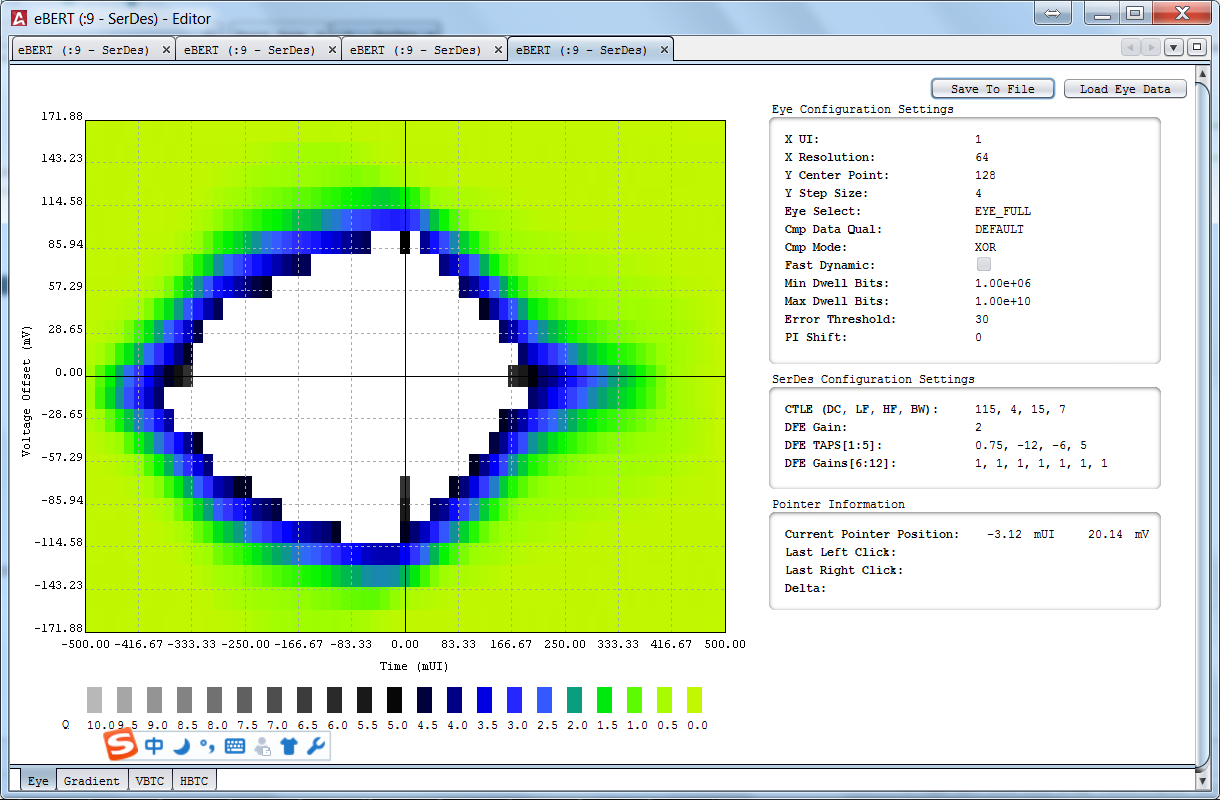 eBERT (:9 - SerDes) - Editor
eBERT (:9 - SerDes) eBERT (:9 - SerDes) eBERT (:9 - SerDes) eBERT (:9 - SerDes)
Save To File Load Eye Data
Eye Configuration Settings
X UI: 1
X Resolution: 64
Y Center Point: 128
Y Step Size: 4
Eye Select: EYE_FULL
Cmp Data Qual: DEFAULT
Cmp Mode: XOR
Fast Dynamic:
Min Dwell Bits: 1.00e+06
Max Dwell Bits: 1.00e+10
Error Threshold: 30
PI Shift: 0
SerDes Configuration Settings
CTLE (DC, LF, HF, BW): 115, 4, 15, 7
DFE Gain: 2
DFE TAPS[1:5]: 0.75, -12, -6, 5
DFE Gains[6:12]: 1, 1, 1, 1, 1, 1, 1
Pointer Information
Current Pointer Position: -3.12 mUI 20.14 mV
Last Left Click:
Last Right Click:
Delta:
Voltage Offset (mV)
171.88
143.23
114.58
85.94
57.29
28.65
0.00
-28.65
-57.29
-85.94
-114.58
-143.23
-171.88
-500.00 -416.67 -333.33 -250.00 -166.67 -83.33 0.00 83.33 166.67 250.00 333.33 416.67 500.00
Time (mUI)
Q 10.0 9.5 9.0 8.5 8.0 7.5 7.0 6.5 6.0 5.5 5.0 4.5 4.0 3.5 3.0 2.5 2.0 1.5 1.0 0.5 0.0
S 中
Eye Gradient VBTC HBTC